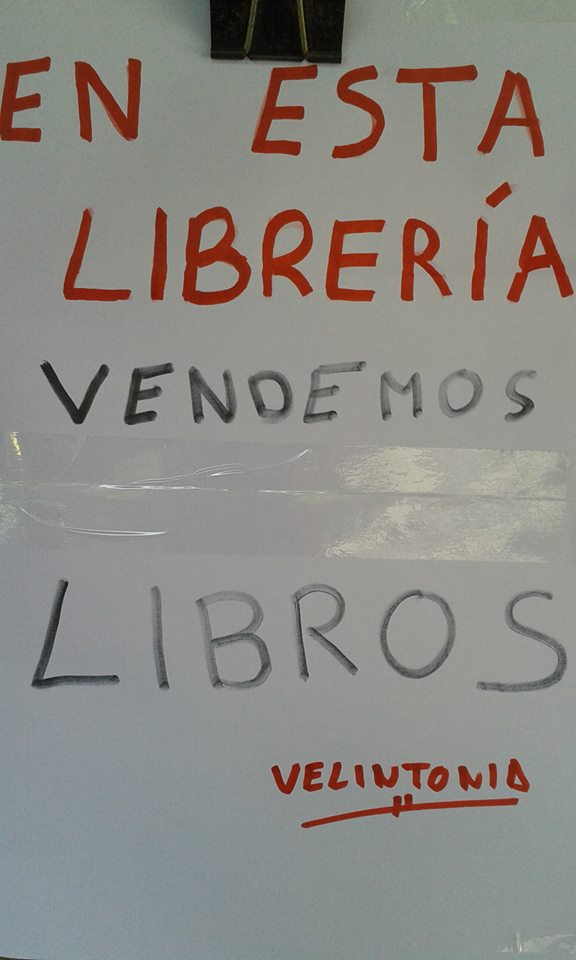 EN ESTA
LIBRERÍA
VENDEMOS
LIBROS
VELINTONIA